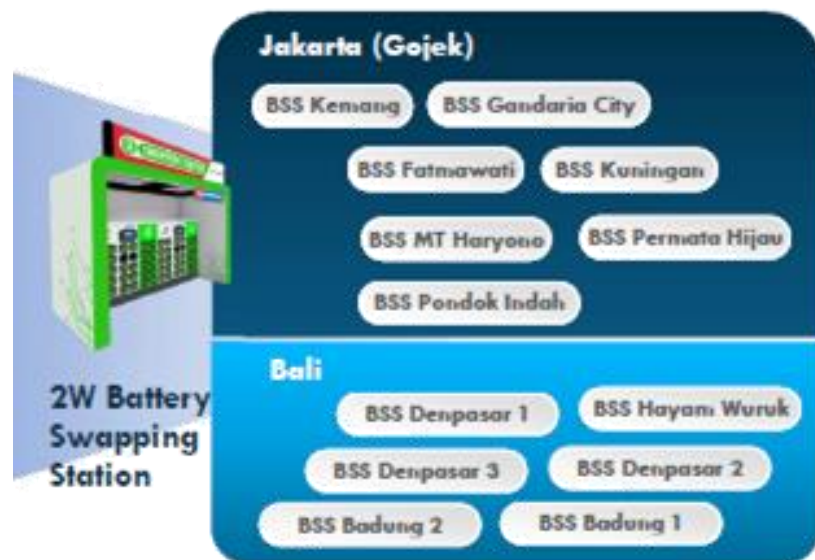 Jakarta (Gojek)
BSS Kemang
BSS Gandaria City
BSS Fatmawati
BSS Kuningan
BSS MT Haryono
BSS Permata Hijau
BSS Pondok Indah
2W Battery
Swapping
Station
Bali
BSS Denpasar 1
BSS Hayam Wuruk
BSS Denpasar 3
BSS Denpasar 2
BSS Badung 2
BSS Badung 1